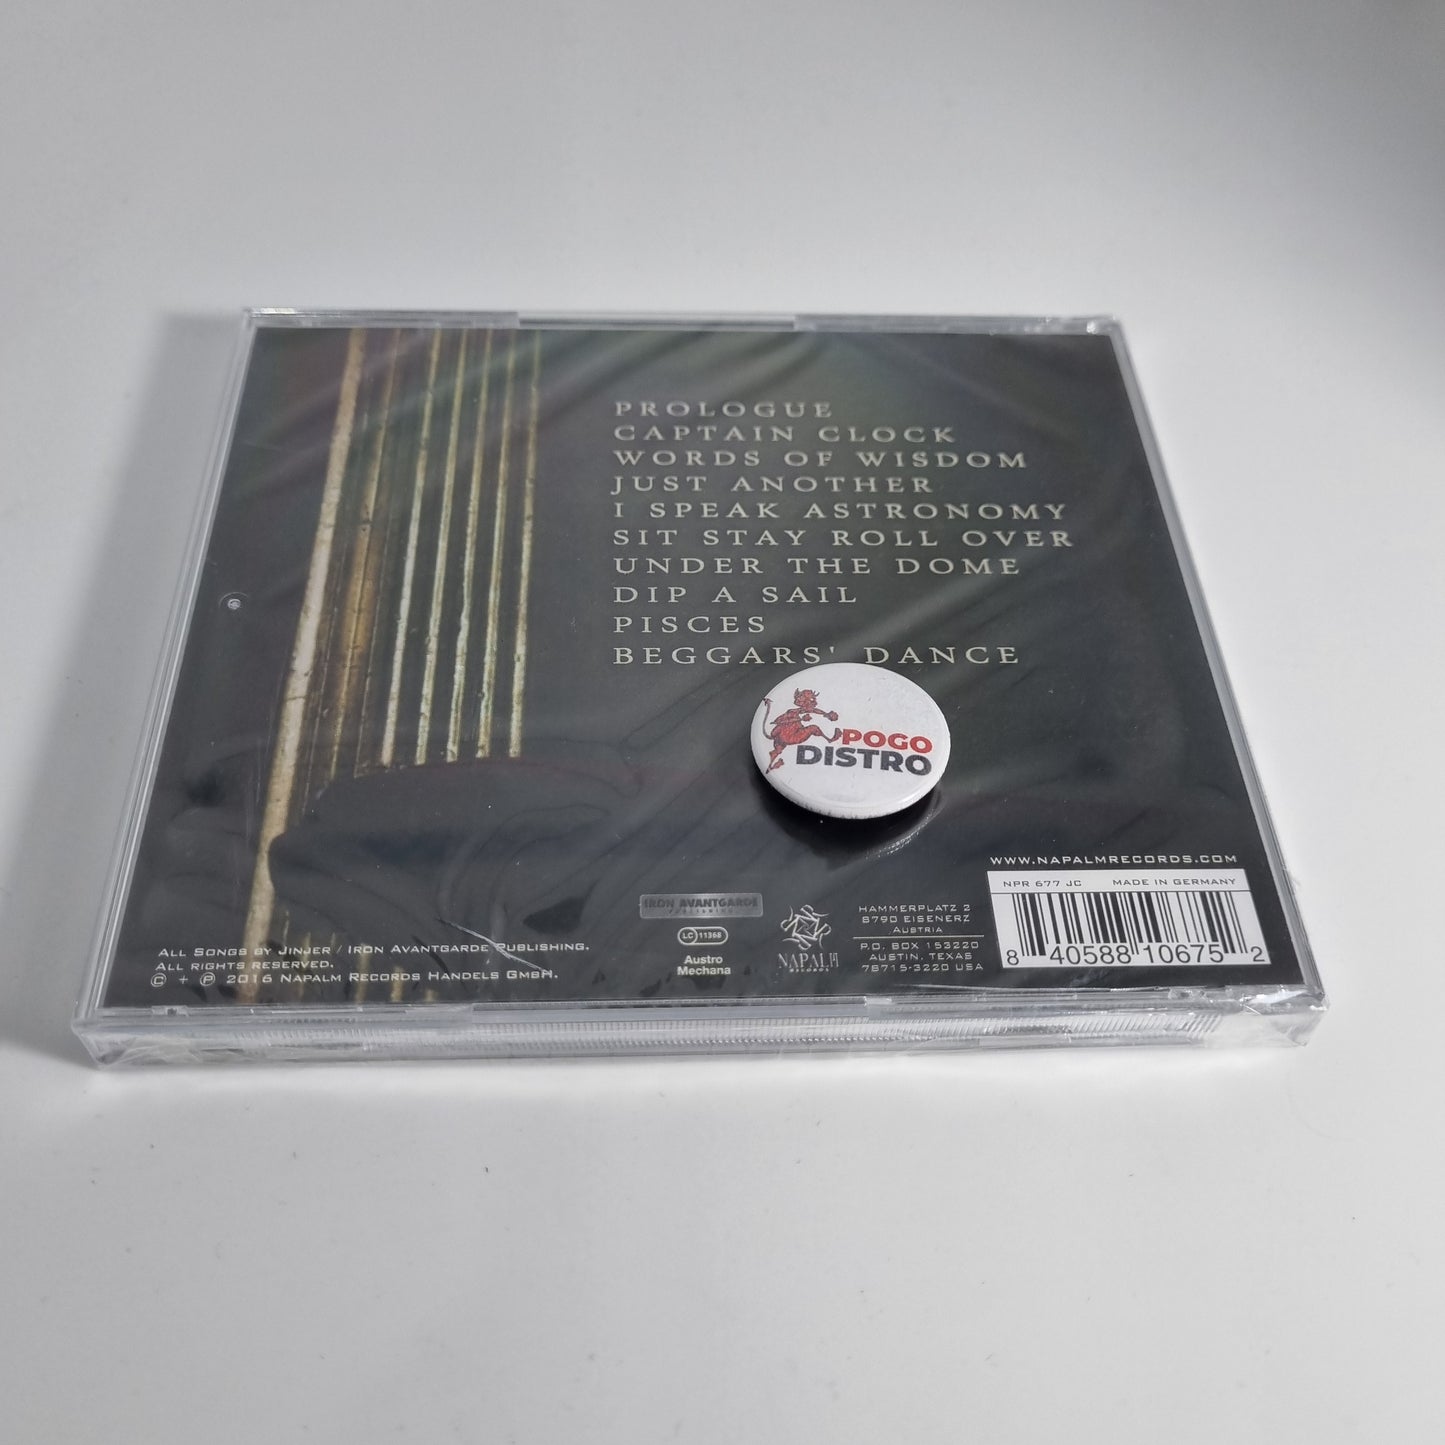 PROLOGUE
CAPTAIN CLOCK
WORDS OF WISDOM
JUST ANOTHER
I SPEAK ASTRONOMY
SIT STAY ROLL OVER
UNDER THE DOME
DIP A SAIL
PISCES
BEGGARS' DANCE
POGO
DISTRO
WWW.NAPALMRECORDS.COM
NPR 677 JC MADE IN GERMANY
8 40588 10675 2
IRON AVANTGARDE
PUBLISHING
LC 11368
Austro
Mechana
NAPALM
RECORDS
HAMMERPLATZ 2
8790 EISENERZ
AUSTRIA
P.O. BOX 153220
AUSTIN, TEXAS
78715-3220 USA
ALL SONGS BY JINJER / IRON AVANTGARDE PUBLISHING.
ALL RIGHTS RESERVED.
© + ℗ 2016 NAPALM RECORDS HANDELS GMBH.